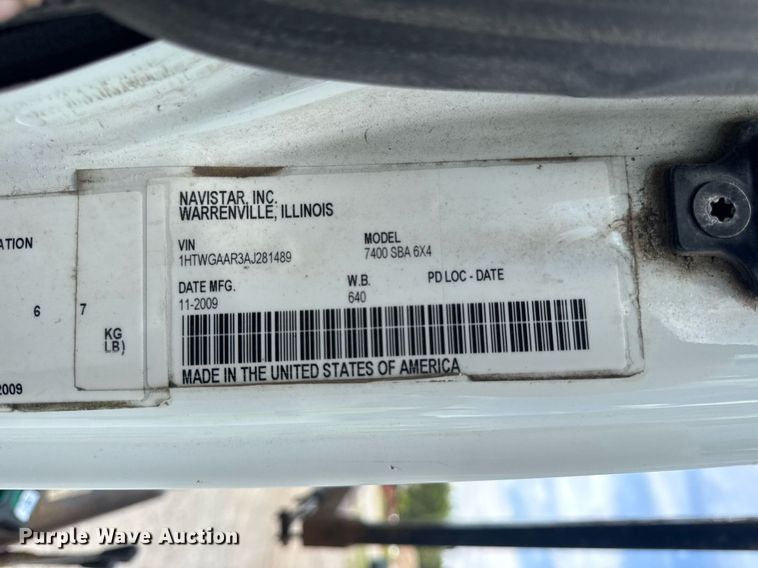 NAVISTAR, INC.
WARRENVILLE, ILLINOIS
VIN
1HTWGAAR3AJ281489
MODEL
7400 SBA 6X4
DATE MFG.
11-2009
W.B.
640
PD LOC - DATE
MADE IN THE UNITED STATES OF AMERICA
ATION
6 7
KG
LB)
2009
Purple Wave Auction